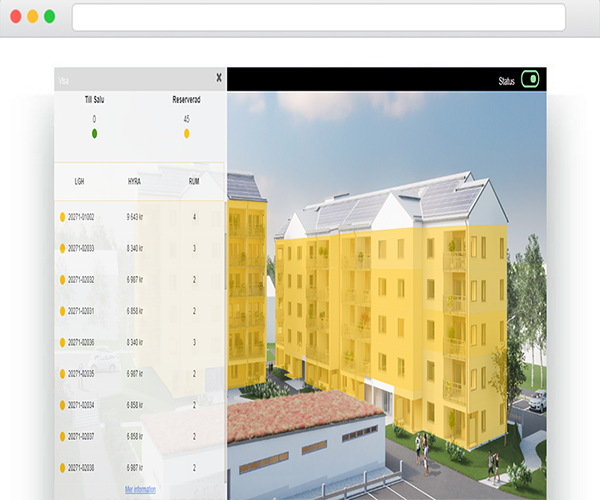 Visa
Status
Till Salu Reserverad
0 45
LGH HYRA RUM
20271-01002 9 643 kr 4
20271-02033 8 340 kr 3
20271-02032 6 987 kr 2
20271-02031 6 858 kr 2
20271-02036 8 340 kr 3
20271-02035 6 987 kr 2
20271-02034 6 858 kr 2
20271-02037 6 858 kr 2
20271-02038 6 987 kr 2
Mer information